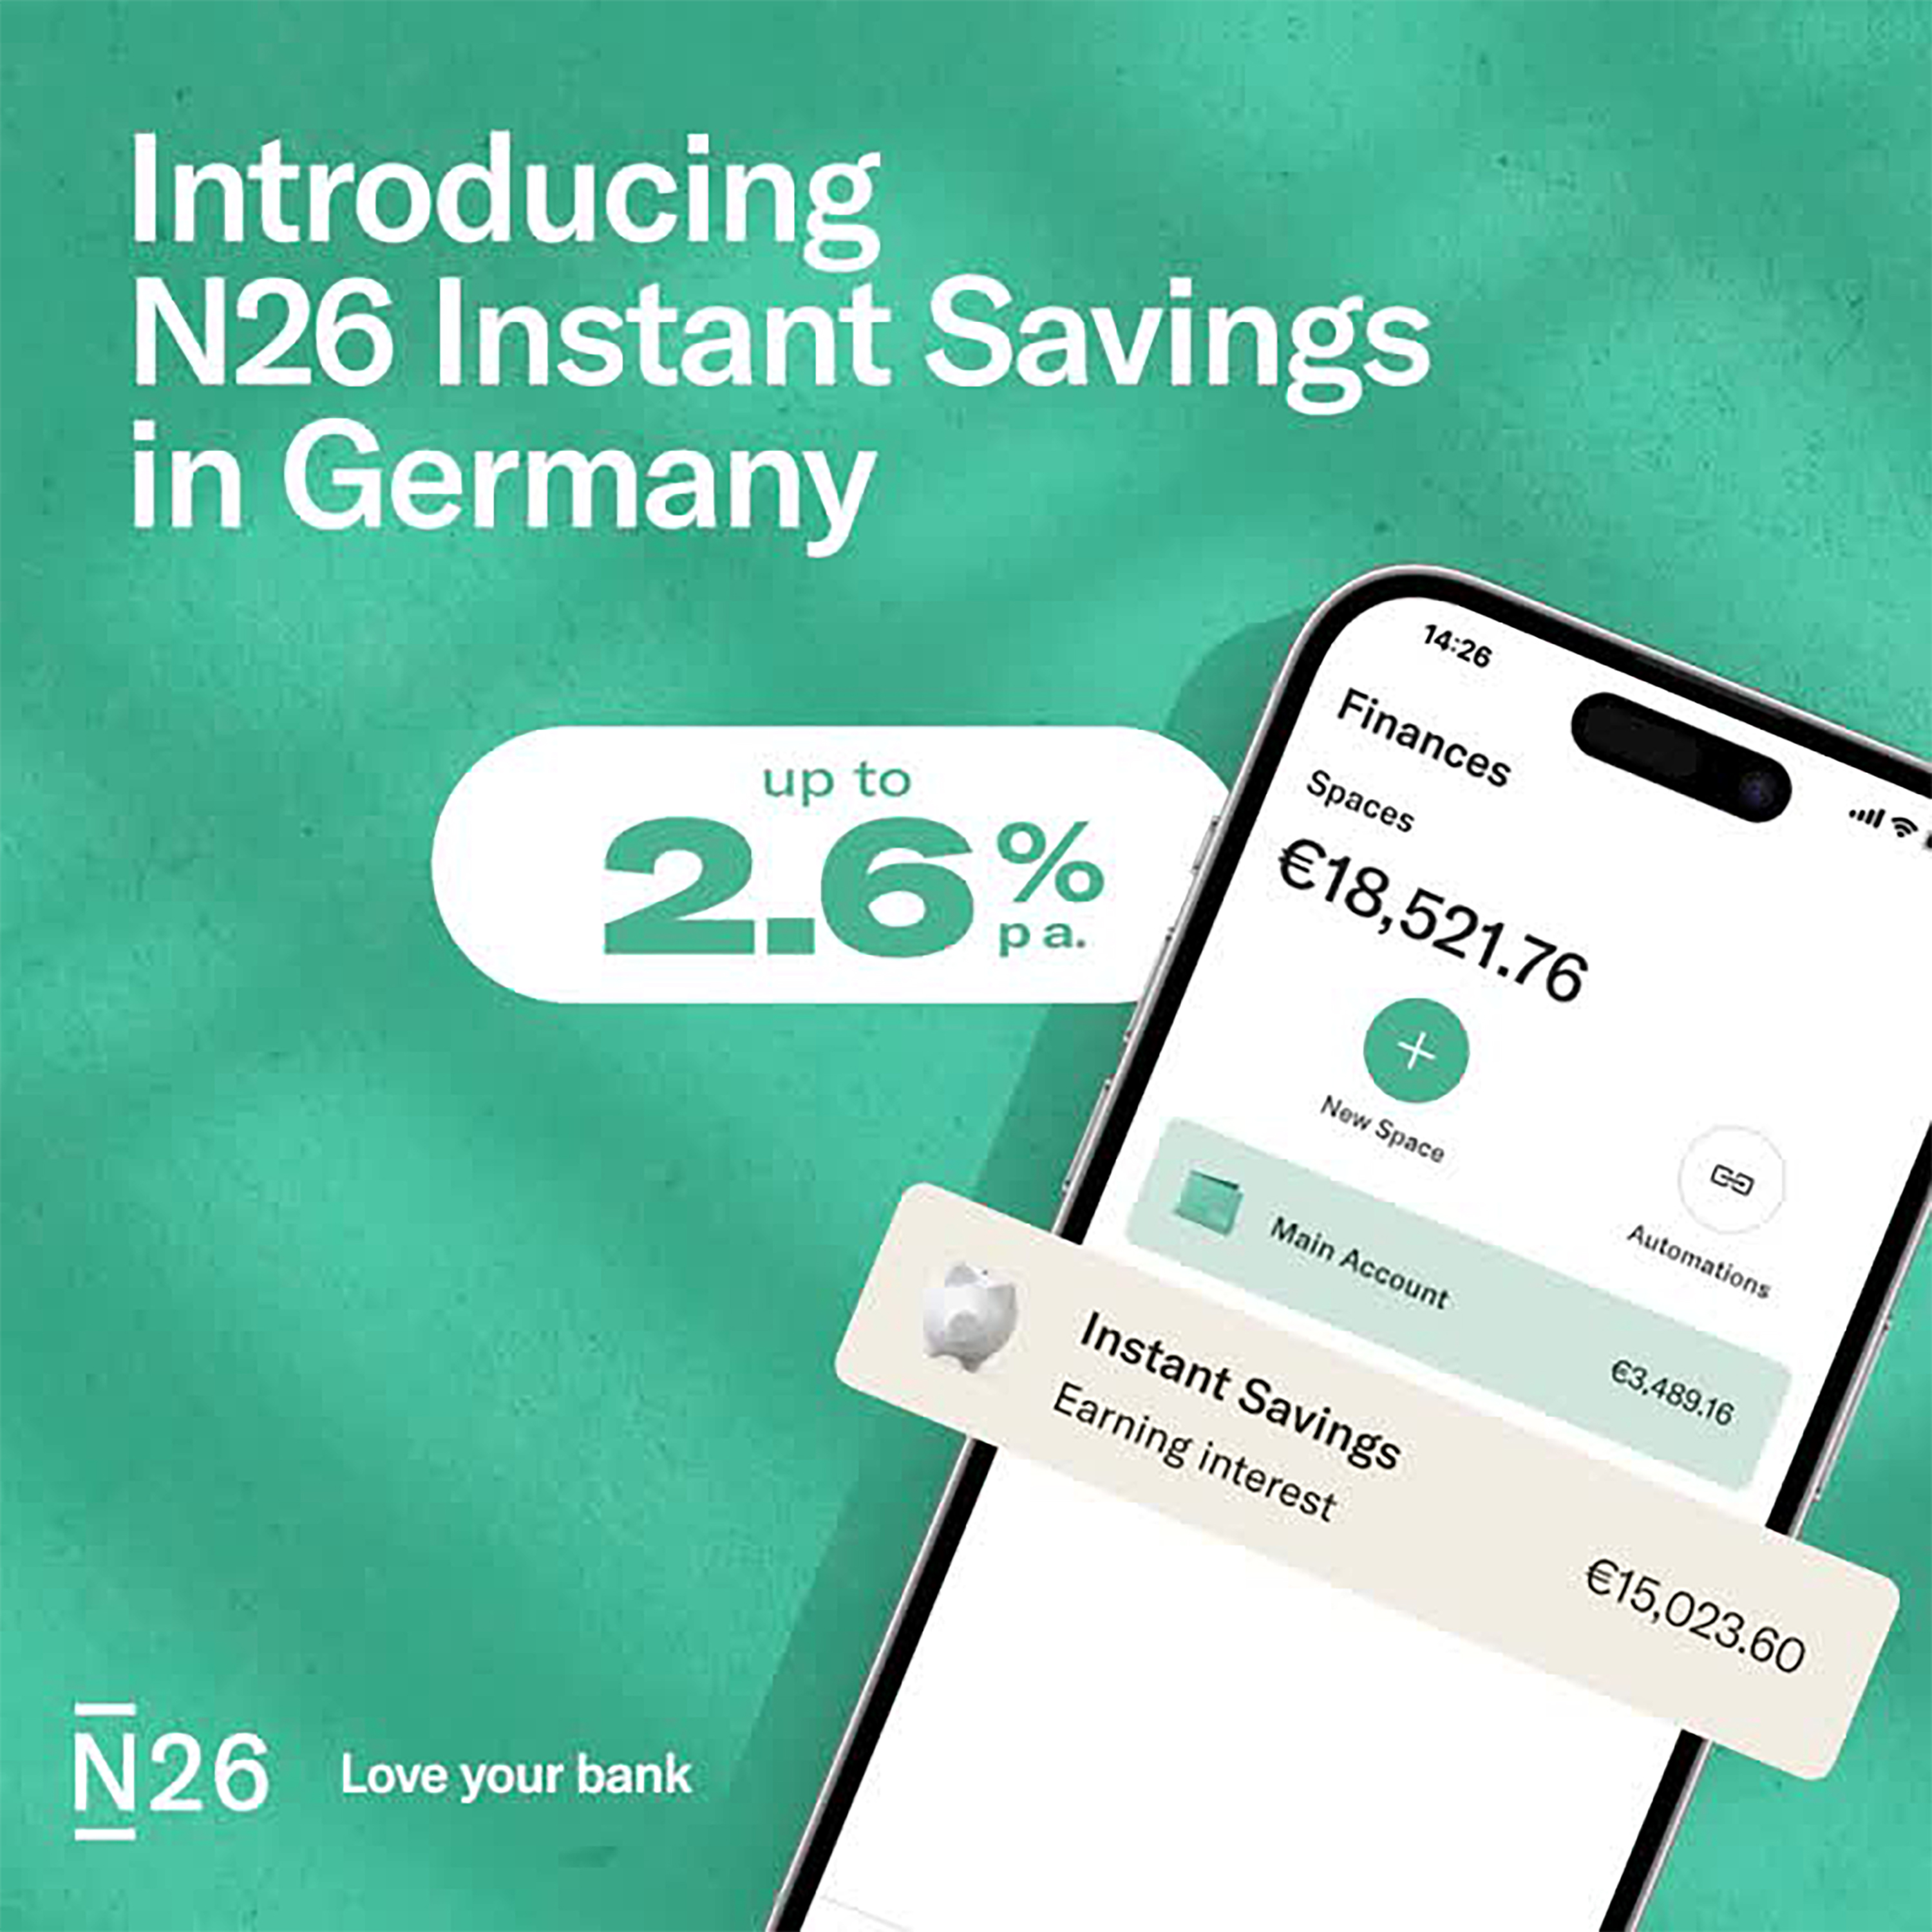 Introducing
N26 Instant Savings
in Germany
up to
2.6%
p a.
14:26
Finances
Spaces
€18,521.76
New Space
Automations
Main Account
€3,489.16
Instant Savings
Earning interest
€15,023.60
N26
Love your bank